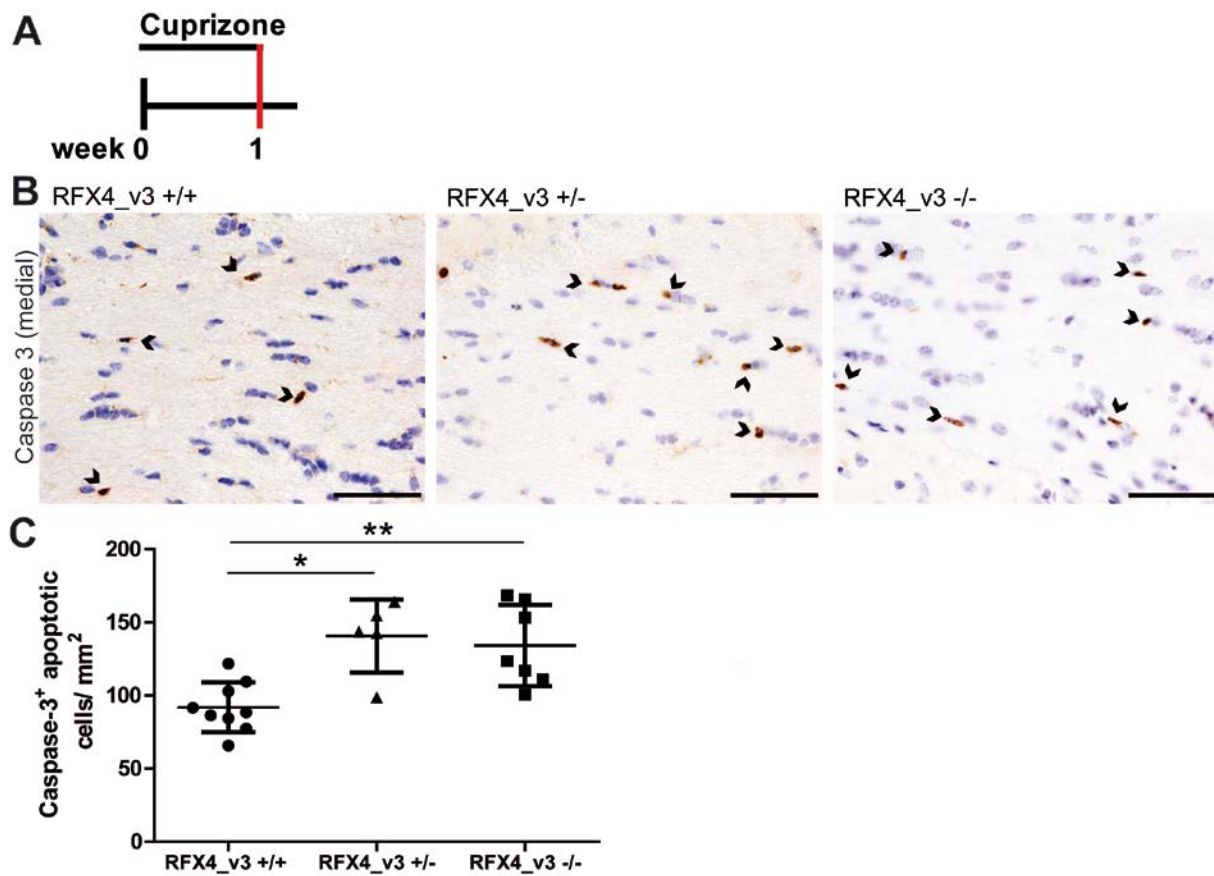 A
Cuprizone
week 0 1
B
RFX4_v3 +/+ RFX4_v3 +/- RFX4_v3 -/-
Caspase 3 (medial)
C
** 
*
200
150
100
50
0
Caspase-3⁺ apoptotic
cells/ mm²
RFX4_v3 +/+ RFX4_v3 +/- RFX4_v3 -/-